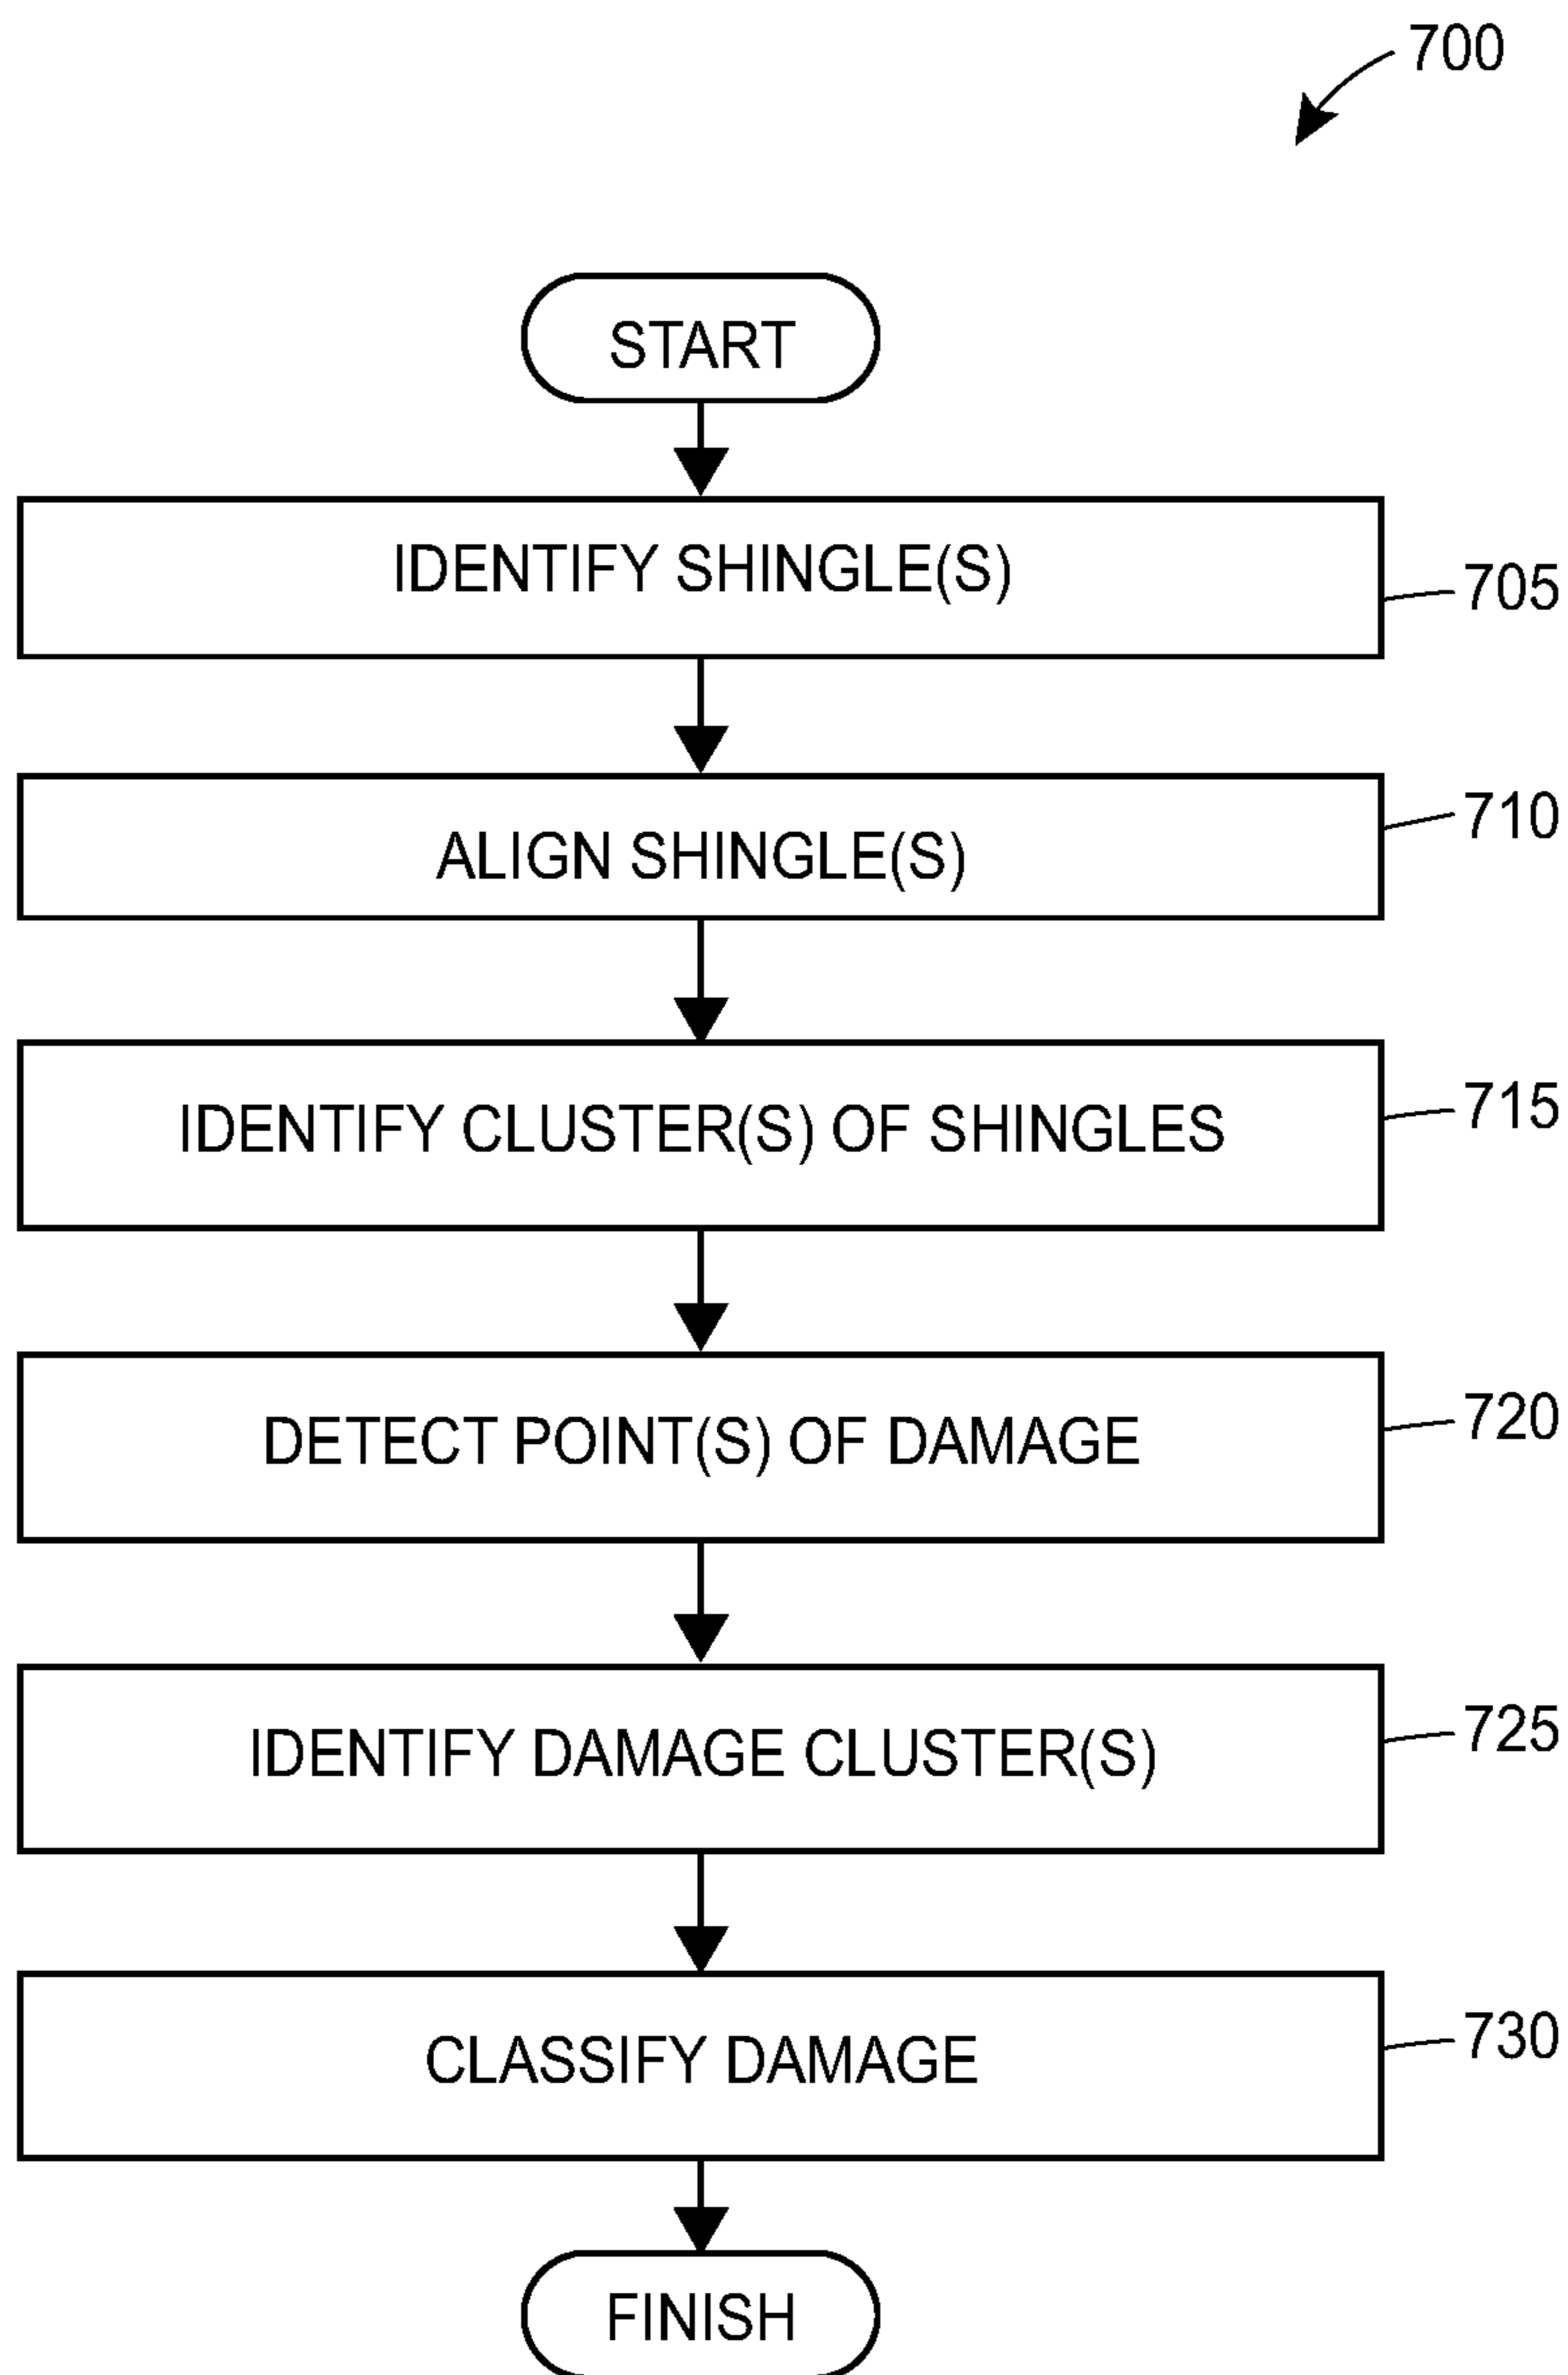 700
START
IDENTIFY SHINGLE(S)
705
ALIGN SHINGLE(S)
710
IDENTIFY CLUSTER(S) OF SHINGLES
715
DETECT POINT(S) OF DAMAGE
720
IDENTIFY DAMAGE CLUSTER(S)
725
CLASSIFY DAMAGE
730
FINISH